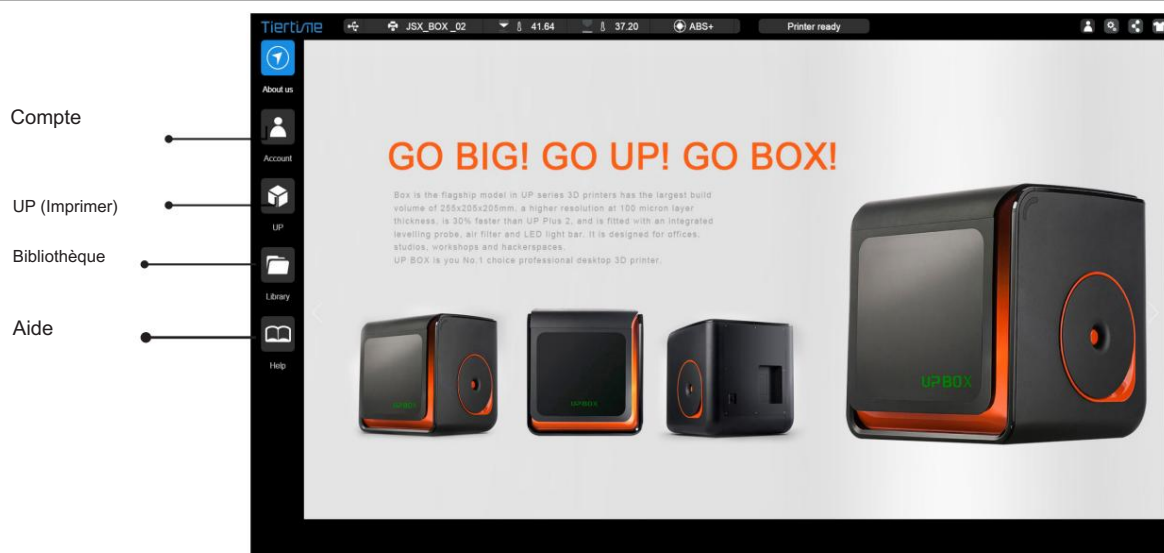 Tiertime JSX_BOX_02 41.64 37.20 ABS+ Printer ready
About us
Compte
Account
UP (Imprimer)
UP
Bibliothèque
Library
Aide
Help
GO BIG! GO UP! GO BOX!
Box is the flagship model in UP series 3D printers has the largest build
volume of 255x205x205mm. a higher resolution at 100 micron layer
thickness, is 30% faster than UP Plus 2, and is fitted with an integrated
levelling probe, air filter and LED light bar. It is designed for offices,
studios, workshops and hackerspaces.
UP BOX is you No.1 choice professional desktop 3D printer.
UPBOX
UPBOX
UPBOX